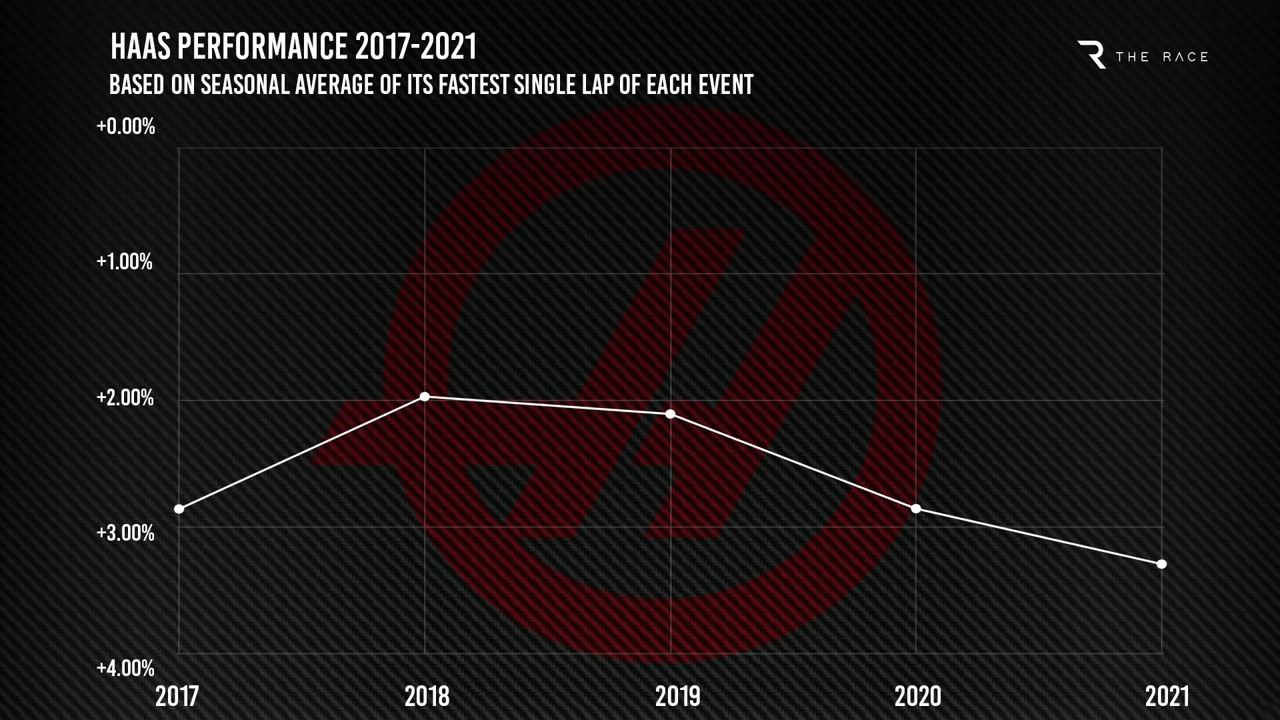 HAAS PERFORMANCE 2017-2021
THE RACE
BASED ON SEASONAL AVERAGE OF ITS FASTEST SINGLE LAP OF EACH EVENT
+0.00%
+1.00%
+2.00%
+3.00%
+4.00%
2017 2018 2019 2020 2021